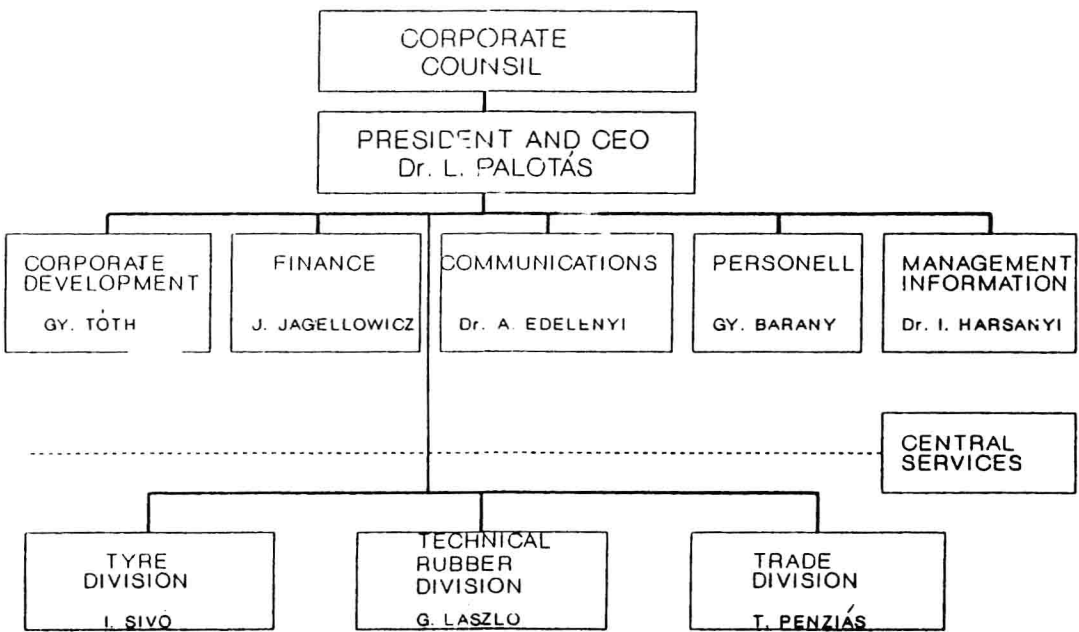 CORPORATE
COUNSIL
PRESIDENT AND CEO
Dr. L. PALOTÁS
CORPORATE
DEVELOPMENT
GY. TÓTH
FINANCE
J. JAGELLOWICZ
COMMUNICATIONS
Dr. A. EDELENYI
PERSONELL
GY. BARANY
MANAGEMENT
INFORMATION
Dr. I. HARSANYI
CENTRAL
SERVICES
TYRE
DIVISION
I. SIVÓ
TECHNICAL
RUBBER
DIVISION
G. LASZLO
TRADE
DIVISION
T. PENZIÁS